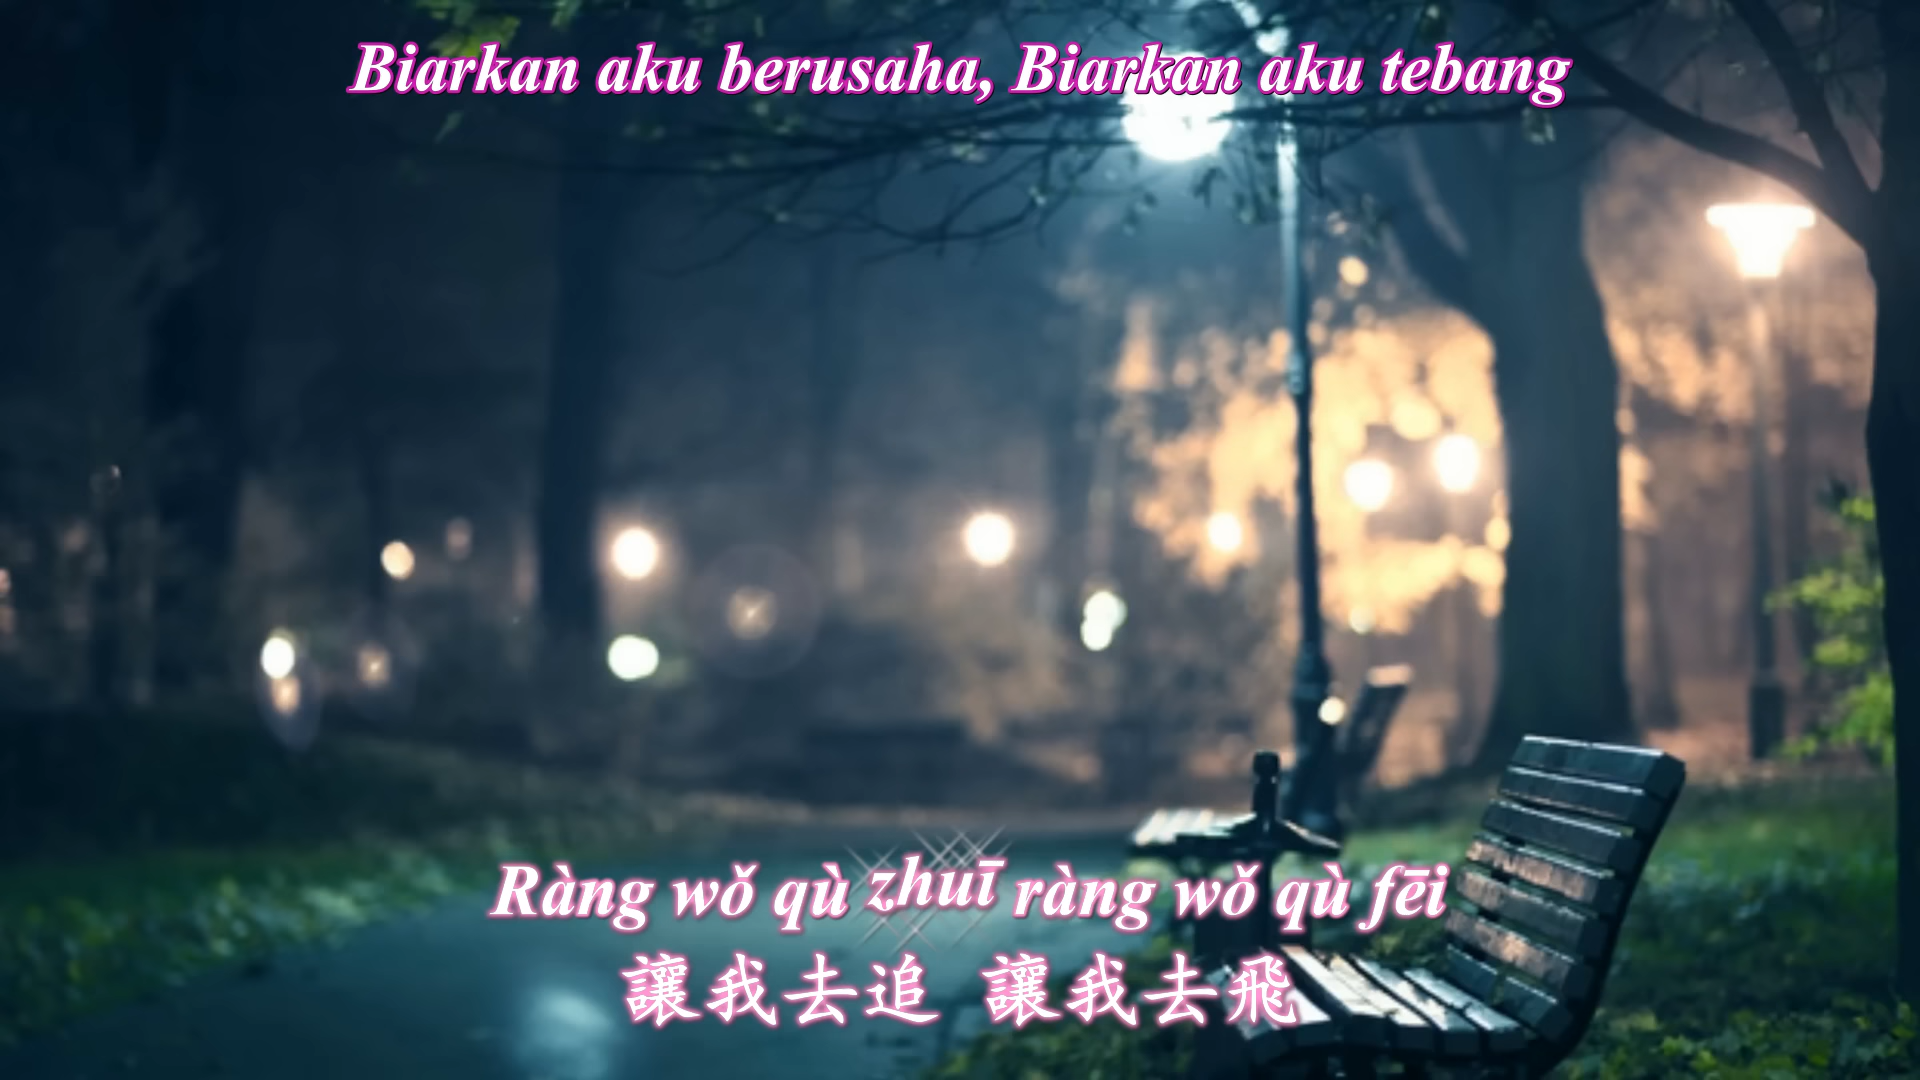 Biarkan aku berusaha, Biarkan aku tebang
Ràng wǒ qù zhuī ràng wǒ qù fēi
讓我去追 讓我去飛